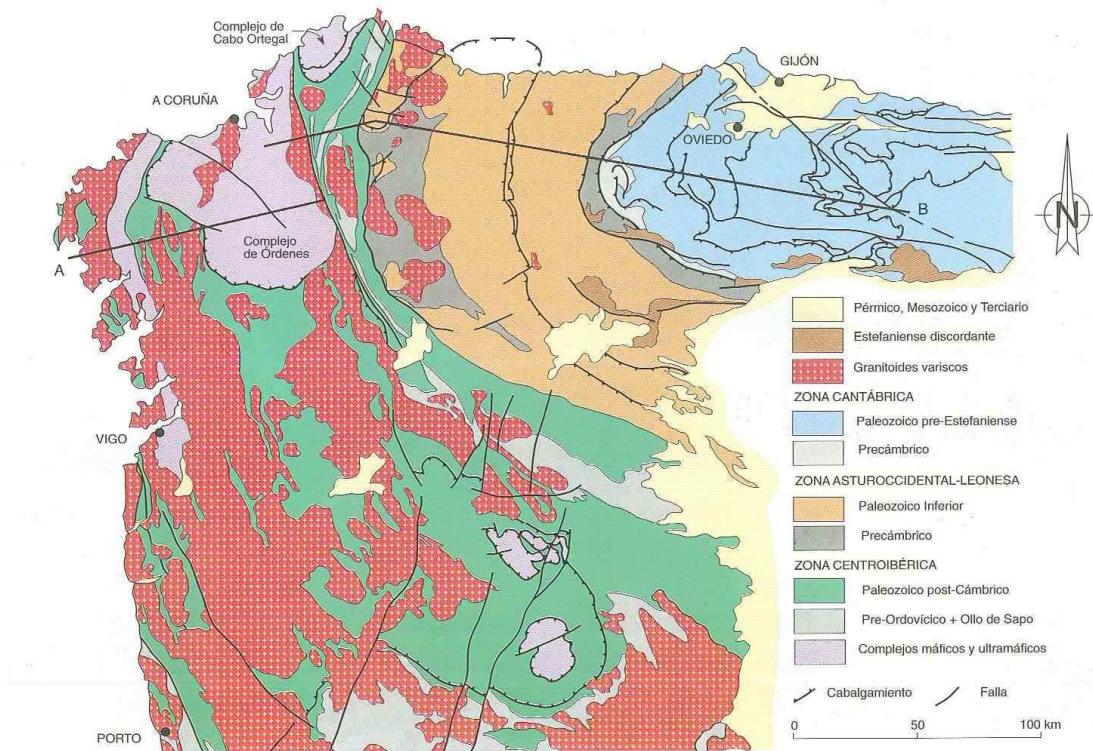 Complejo de
Cabo Ortegal
A CORUÑA
GIJÓN
OVIEDO
N
A
B
Complejo
de Órdenes
VIGO
PORTO
Pérmico, Mesozoico y Terciario
Estefaniense discordante
Granitoides variscos
ZONA CANTÁBRICA
Paleozoico pre-Estefaniense
Precámbrico
ZONA ASTUROCCIDENTAL-LEONESA
Paleozoico Inferior
Precámbrico
ZONA CENTROIBÉRICA
Paleozoico post-Cámbrico
Pre-Ordovícico + Ollo de Sapo
Complejos máficos y ultramáficos
Cabalgamiento
Falla
0 50 100 km